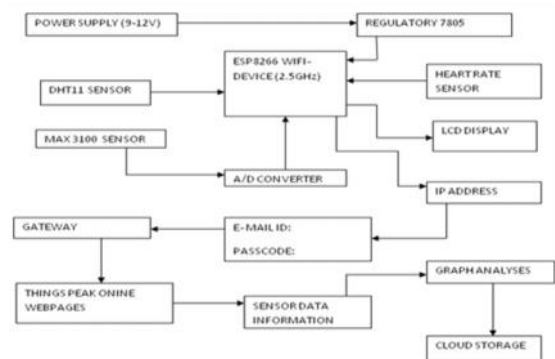 POWER SUPPLY (9-12V)
REGULATORY 7805
ESP8266 WIFI-
DEVICE (2.5GHz)
HEART RATE
SENSOR
DHT11 SENSOR
LCD DISPLAY
MAX 3100 SENSOR
A/D CONVERTER
IP ADDRESS
GATEWAY
E-MAIL ID:
PASSCODE:
GRAPH ANALYSES
THINGS PEAK ONINE
WEBPAGES
SENSOR DATA
INFORMATION
CLOUD STORAGE